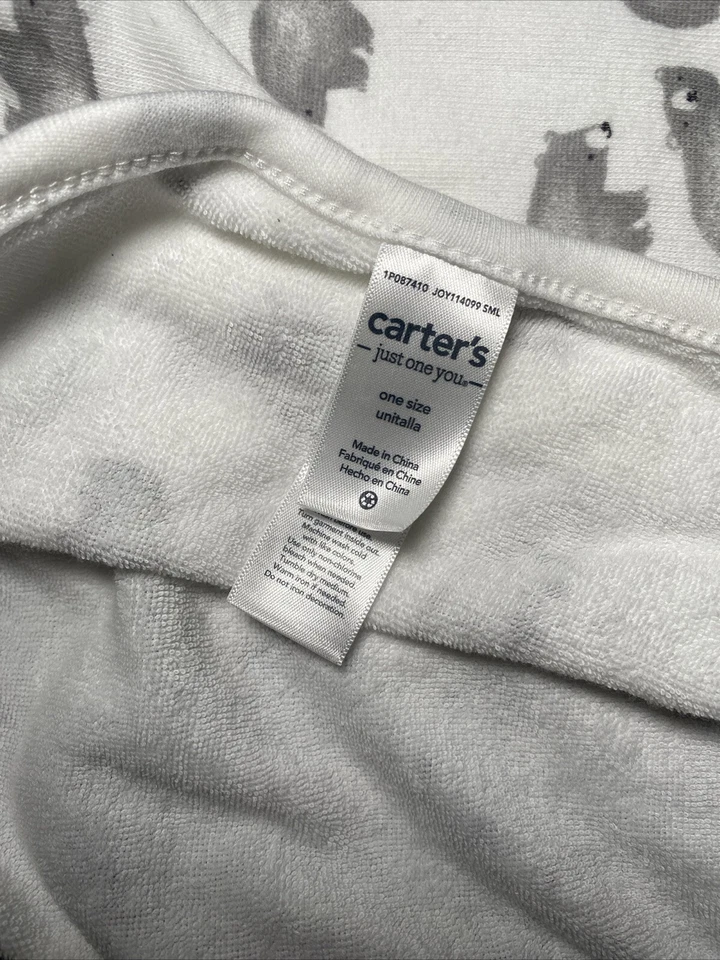 1P087410 JOY114099 SML
carter's
just one you®
one size
unitalla
Made in China
Fabriqué en Chine
Hecho en China
Turn garment inside out.
Machine wash cold
with like colors.
Use only non-chlorine
bleach when needed.
Tumble dry medium.
Warm iron if needed.
Do not iron decoration.